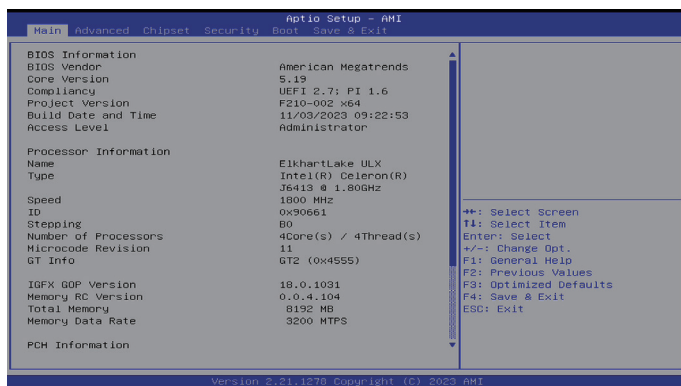 Aptio Setup – AMI
Main Advanced Chipset Security Boot Save & Exit
BIOS Information
BIOS Vendor American Megatrends
Core Version 5.19
Compliancy UEFI 2.7; PI 1.6
Project Version F210-002 x64
Build Date and Time 11/03/2023 09:22:53
Access Level Administrator
Processor Information
Name ElkhartLake ULX
Type Intel(R) Celeron(R)
J6413 @ 1.80GHz
Speed 1800 MHz
ID 0x90661
Stepping B0
Number of Processors 4Core(s) / 4Thread(s)
Microcode Revision 11
GT Info GT2 (0x4555)
IGFX GOP Version 18.0.1031
Memory RC Version 0.0.4.104
Total Memory 8192 MB
Memory Data Rate 3200 MTPS
PCH Information
→←: Select Screen
↑↓: Select Item
Enter: Select
+/-: Change Opt.
F1: General Help
F2: Previous Values
F3: Optimized Defaults
F4: Save & Exit
ESC: Exit
Version 2.21.1278 Copyright (C) 2023 AMI